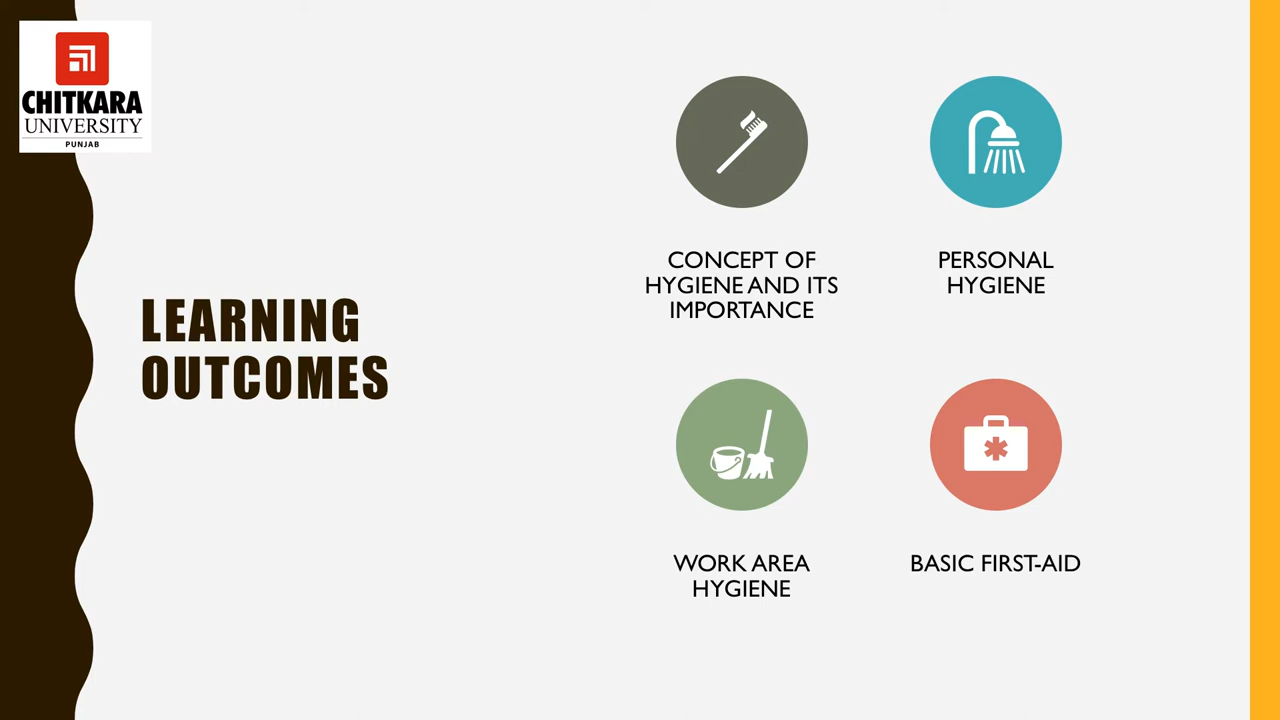 CHITKARA
UNIVERSITY
PUNJAB
LEARNING
OUTCOMES
CONCEPT OF
HYGIENE AND ITS
IMPORTANCE
PERSONAL
HYGIENE
WORK AREA
HYGIENE
BASIC FIRST-AID